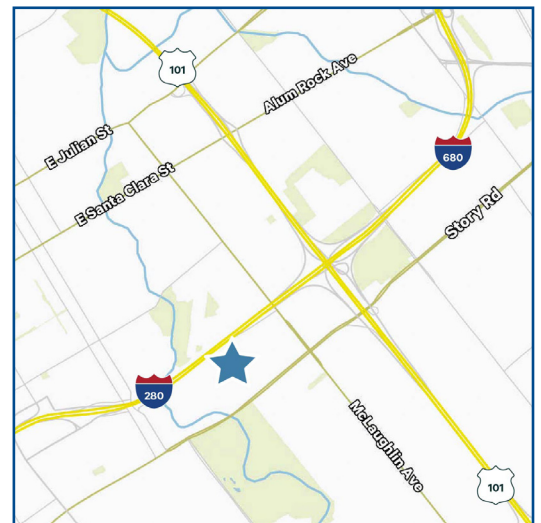 101
Alum Rock Ave
E Julian St
680
E Santa Clara St
Story Rd
280
McLaughlin Ave
101